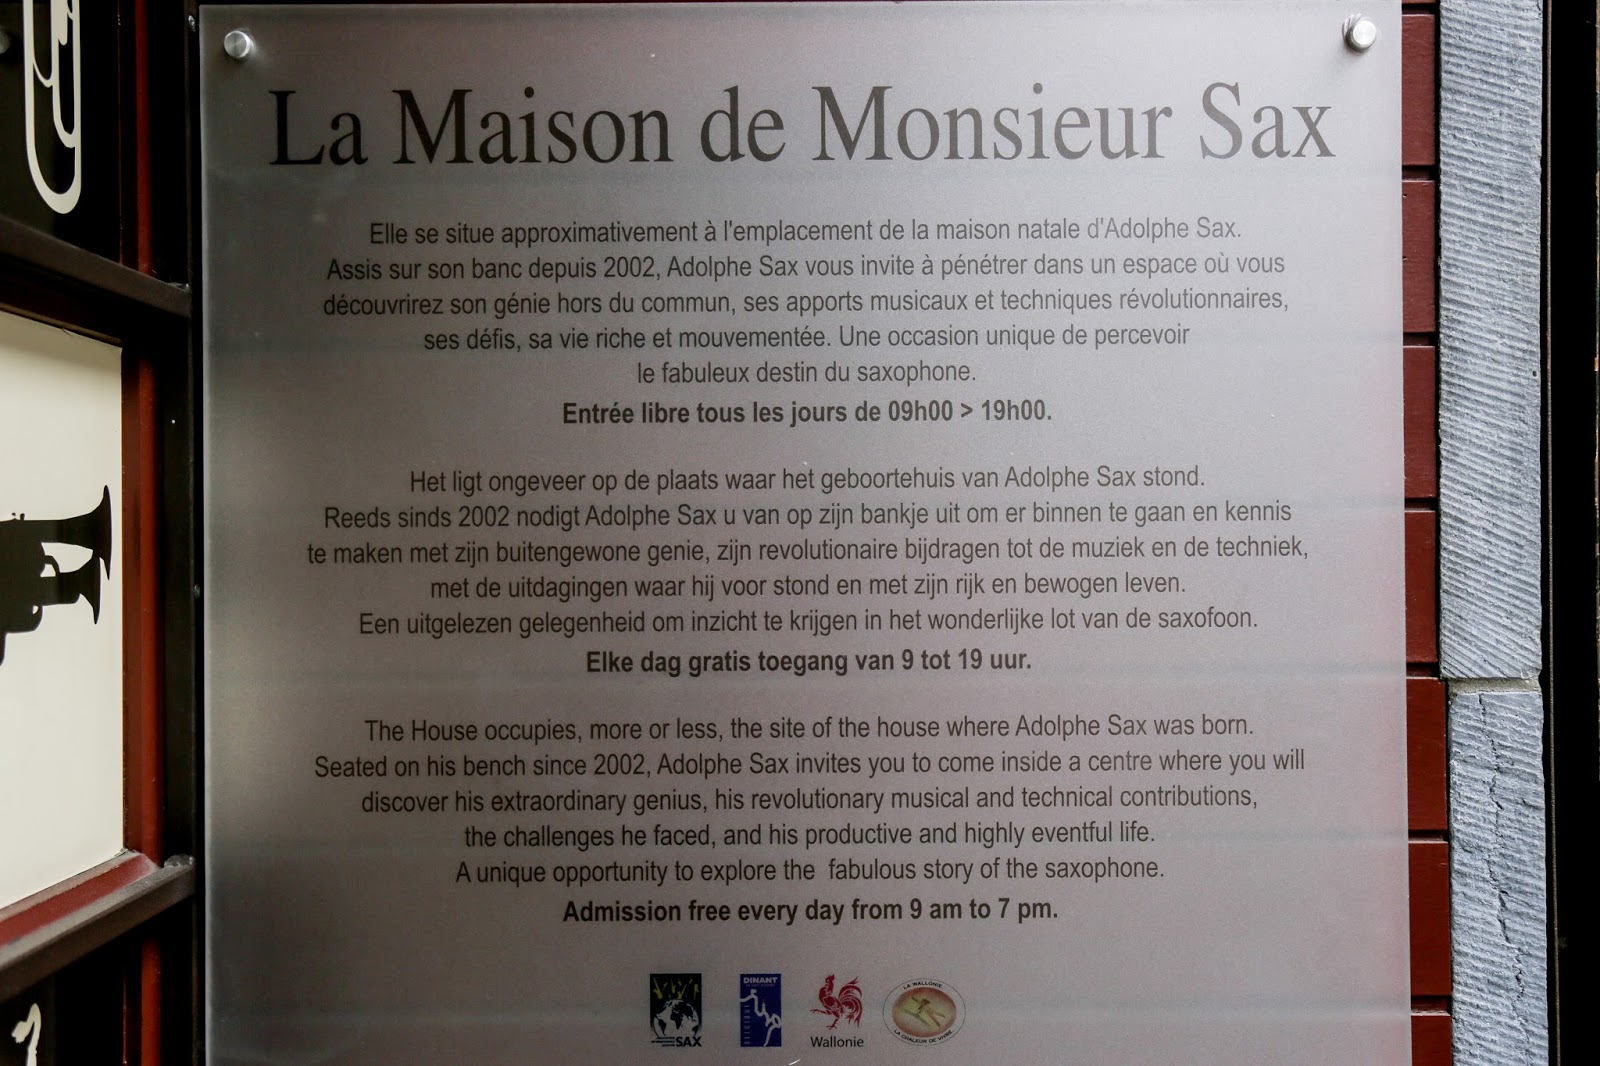 La Maison de Monsieur Sax
Elle se situe approximativement à l'emplacement de la maison natale d'Adolphe Sax.
Assis sur son banc depuis 2002, Adolphe Sax vous invite à pénétrer dans un espace où vous
découvrirez son génie hors du commun, ses apports musicaux et techniques révolutionnaires,
ses défis, sa vie riche et mouvementée. Une occasion unique de percevoir
le fabuleux destin du saxophone.
Entrée libre tous les jours de 09h00 > 19h00.
Het ligt ongeveer op de plaats waar het geboortehuis van Adolphe Sax stond.
Reeds sinds 2002 nodigt Adolphe Sax u van op zijn bankje uit om er binnen te gaan en kennis
te maken met zijn buitengewone genie, zijn revolutionaire bijdragen tot de muziek en de techniek,
met de uitdagingen waar hij voor stond en met zijn rijk en bewogen leven.
Een uitgelezen gelegenheid om inzicht te krijgen in het wonderlijke lot van de saxofoon.
Elke dag gratis toegang van 9 tot 19 uur.
The House occupies, more or less, the site of the house where Adolphe Sax was born.
Seated on his bench since 2002, Adolphe Sax invites you to come inside a centre where you will
discover his extraordinary genius, his revolutionary musical and technical contributions,
the challenges he faced, and his productive and highly eventful life.
A unique opportunity to explore the fabulous story of the saxophone.
Admission free every day from 9 am to 7 pm.
SAX
DINANT
BELGIQUE
Wallonie
LA WALLONIE
LA CHALEUR DE VIVRE